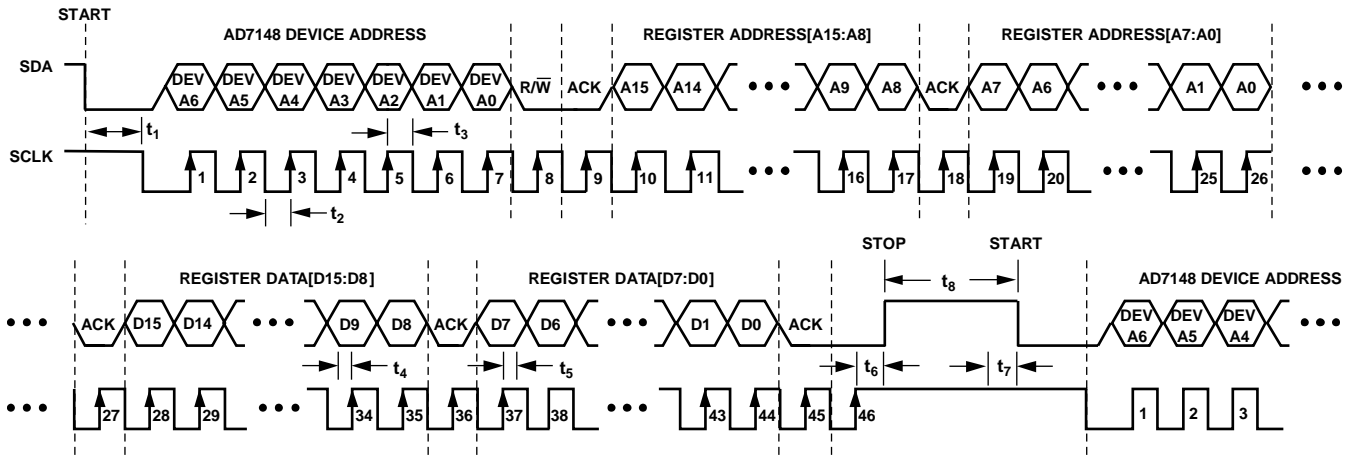 START
AD7148 DEVICE ADDRESS REGISTER ADDRESS[A15:A8] REGISTER ADDRESS[A7:A0]
SDA DEV A6 DEV A5 DEV A4 DEV A3 DEV A2 DEV A1 DEV A0 R/W̅ ACK A15 A14 ••• A9 A8 ACK A7 A6 ••• A1 A0 •••
t1 t3
SCLK 1 2 3 4 5 6 7 8 9 10 11 ••• 16 17 18 19 20 ••• 25 26 •••
t2
STOP START
REGISTER DATA[D15:D8] REGISTER DATA[D7:D0] t8 AD7148 DEVICE ADDRESS
••• ACK D15 D14 ••• D9 D8 ACK D7 D6 ••• D1 D0 ACK DEV A6 DEV A5 DEV A4 •••
t4 t5 t6 t7
••• 27 28 29 ••• 34 35 36 37 38 ••• 43 44 45 46 1 2 3 •••